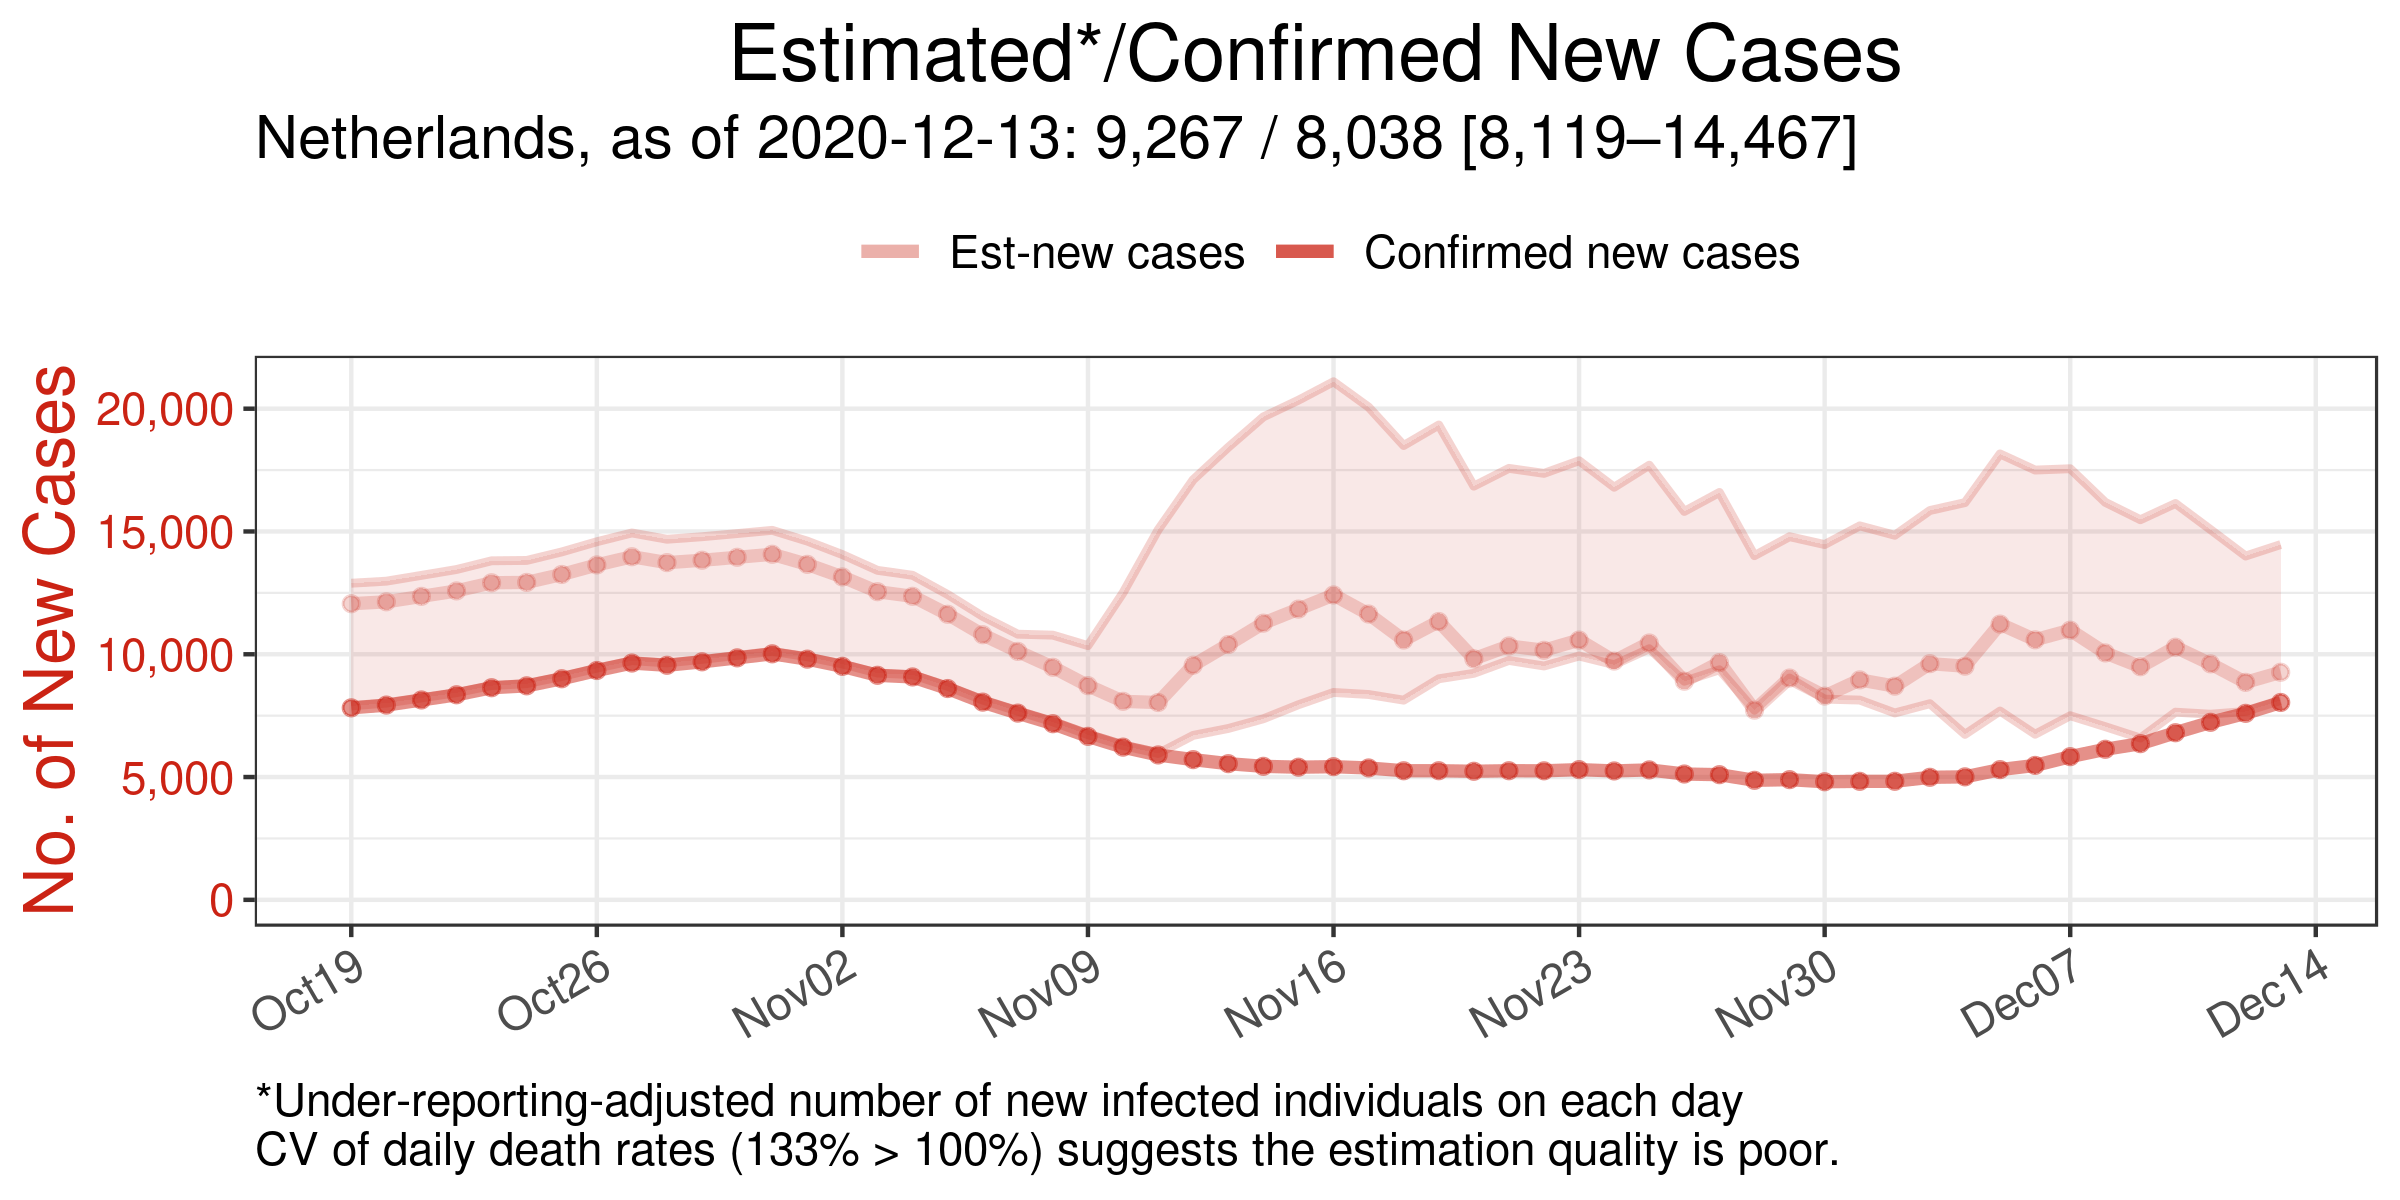 Estimated*/Confirmed New Cases
Netherlands, as of 2020-12-13: 9,267 / 8,038 [8,119–14,467]
Est-new cases
Confirmed new cases
No. of New Cases
20,000
15,000
10,000
5,000
0
Oct19
Oct26
Nov02
Nov09
Nov16
Nov23
Nov30
Dec07
Dec14
*Under-reporting-adjusted number of new infected individuals on each day
CV of daily death rates (133% > 100%) suggests the estimation quality is poor.